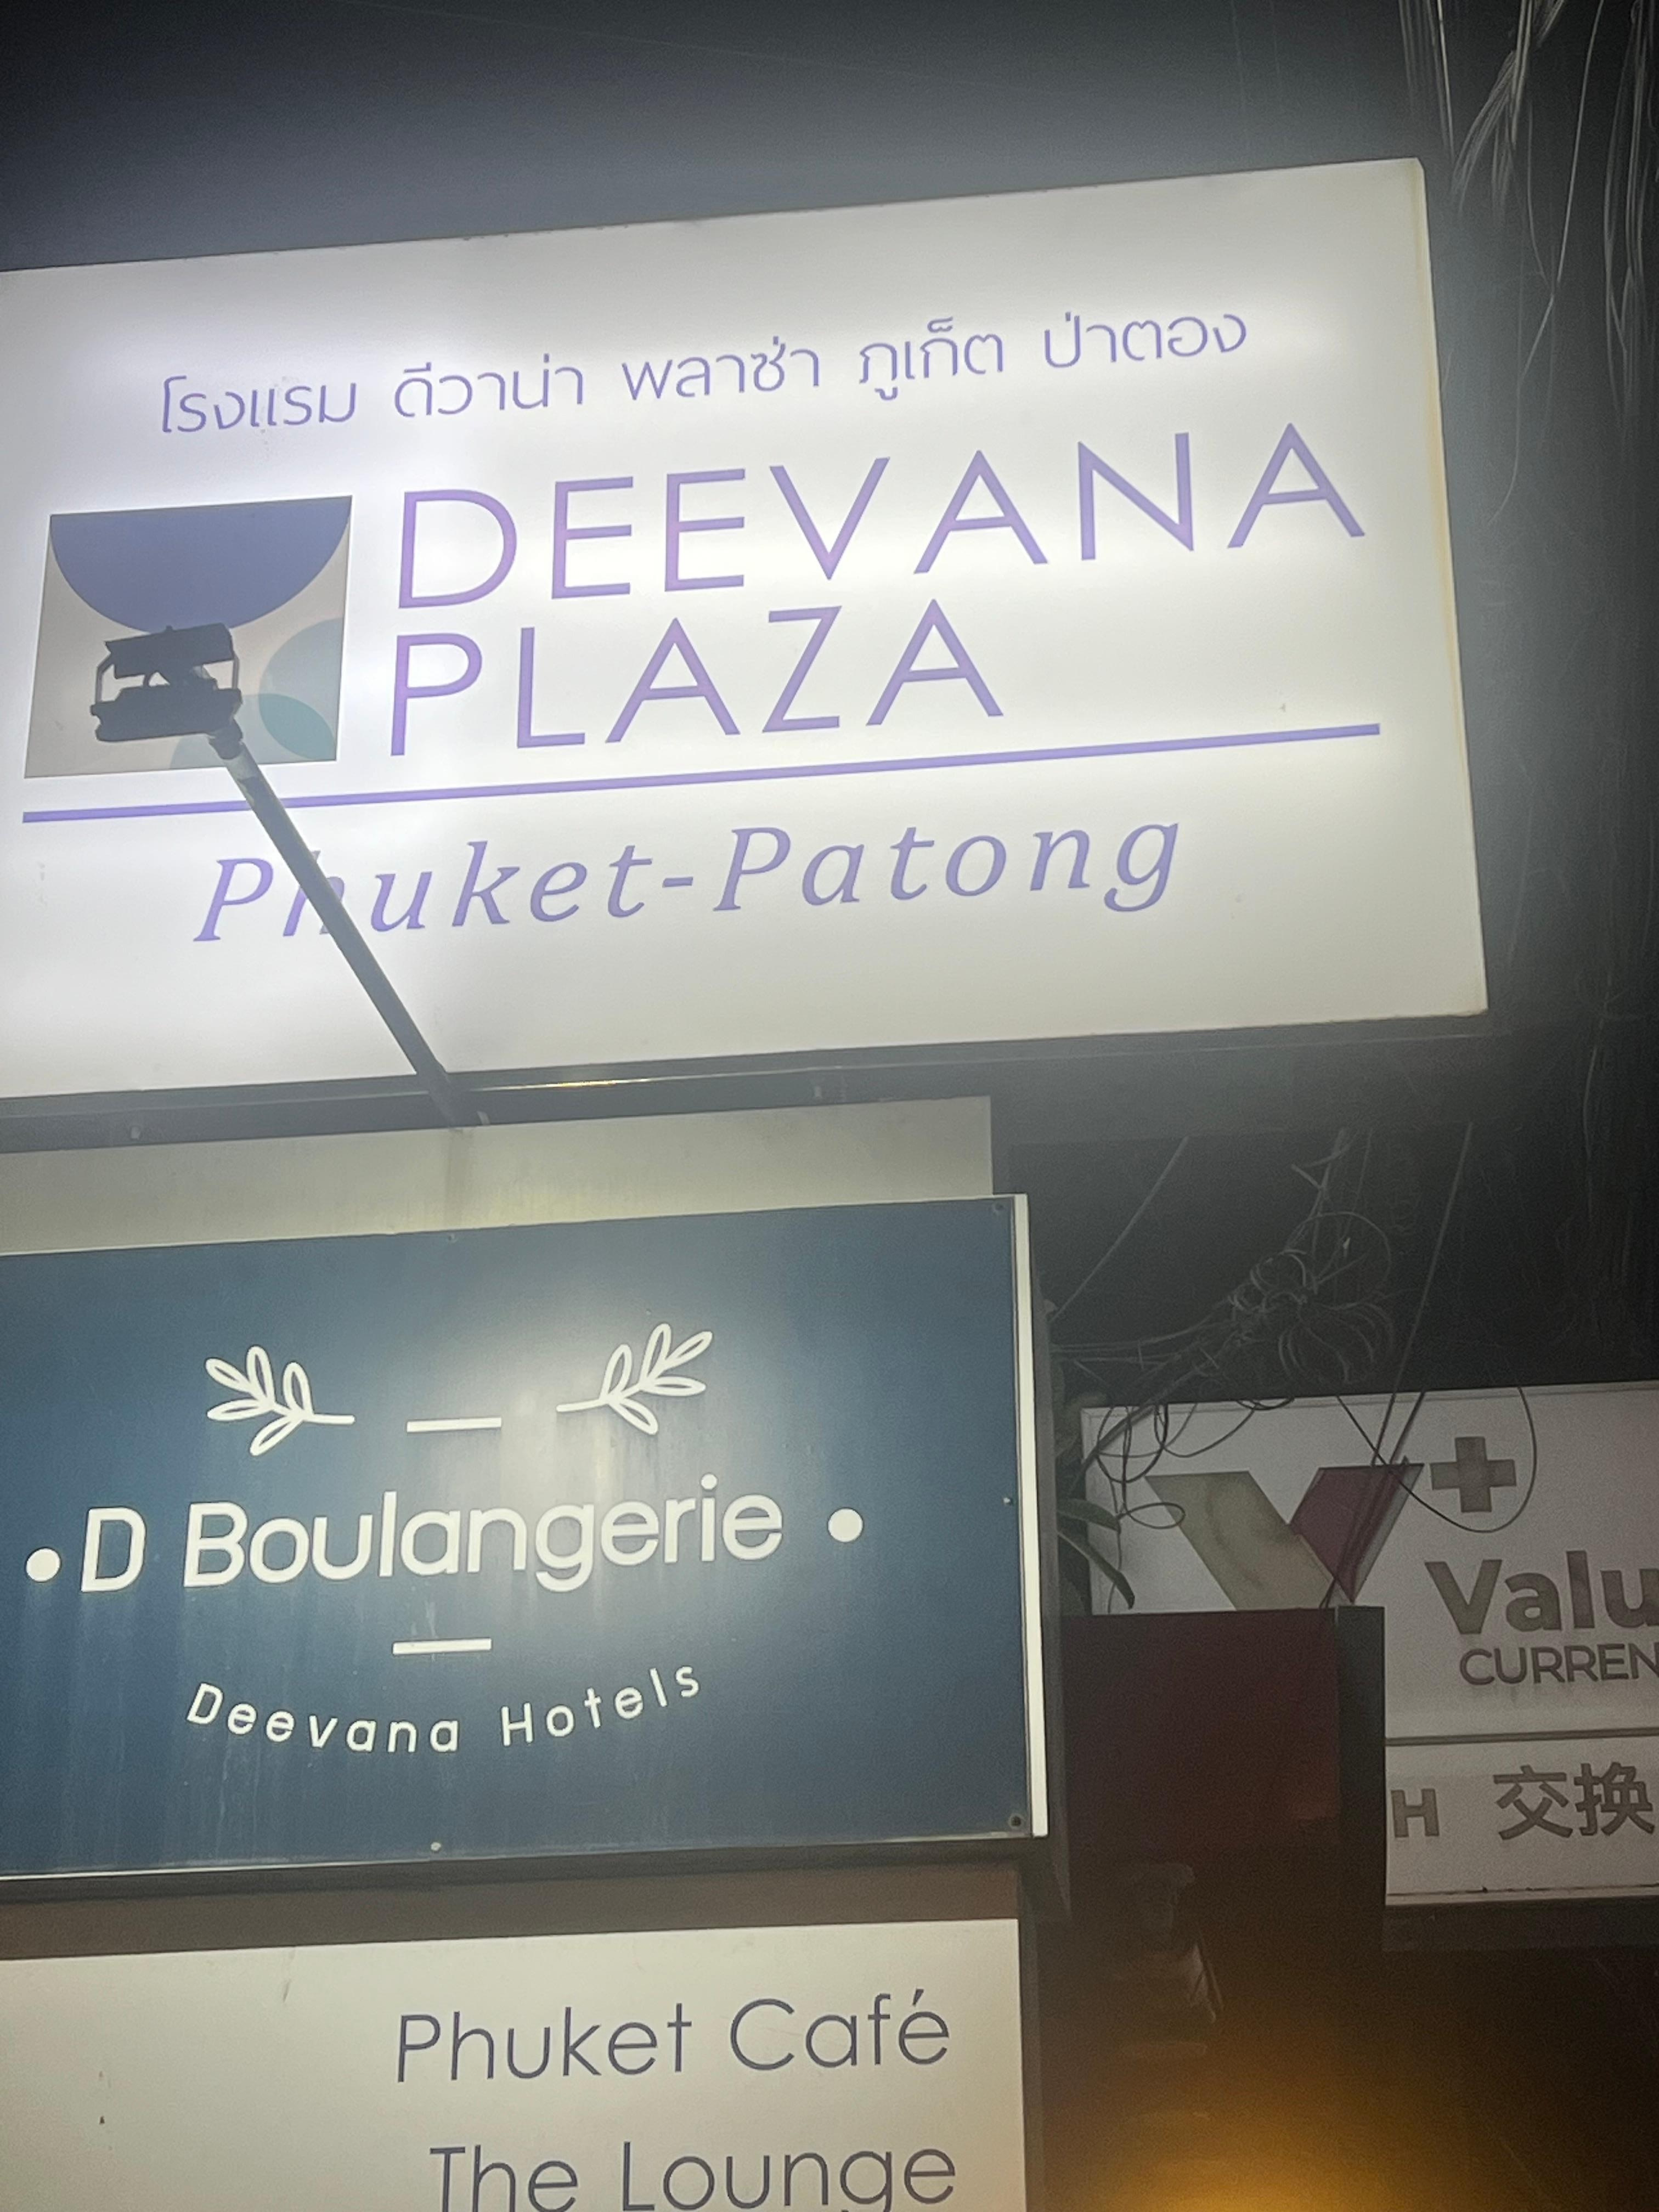 โรงแรม ดีวาน่า พลาซ่า ภูเก็ต ป่าตอง
DEEVANA
PLAZA
Phuket-Patong
D Boulangerie
Deevana Hotels
Phuket Café
The Lounge
V+
Valu
CURREN
H 交换